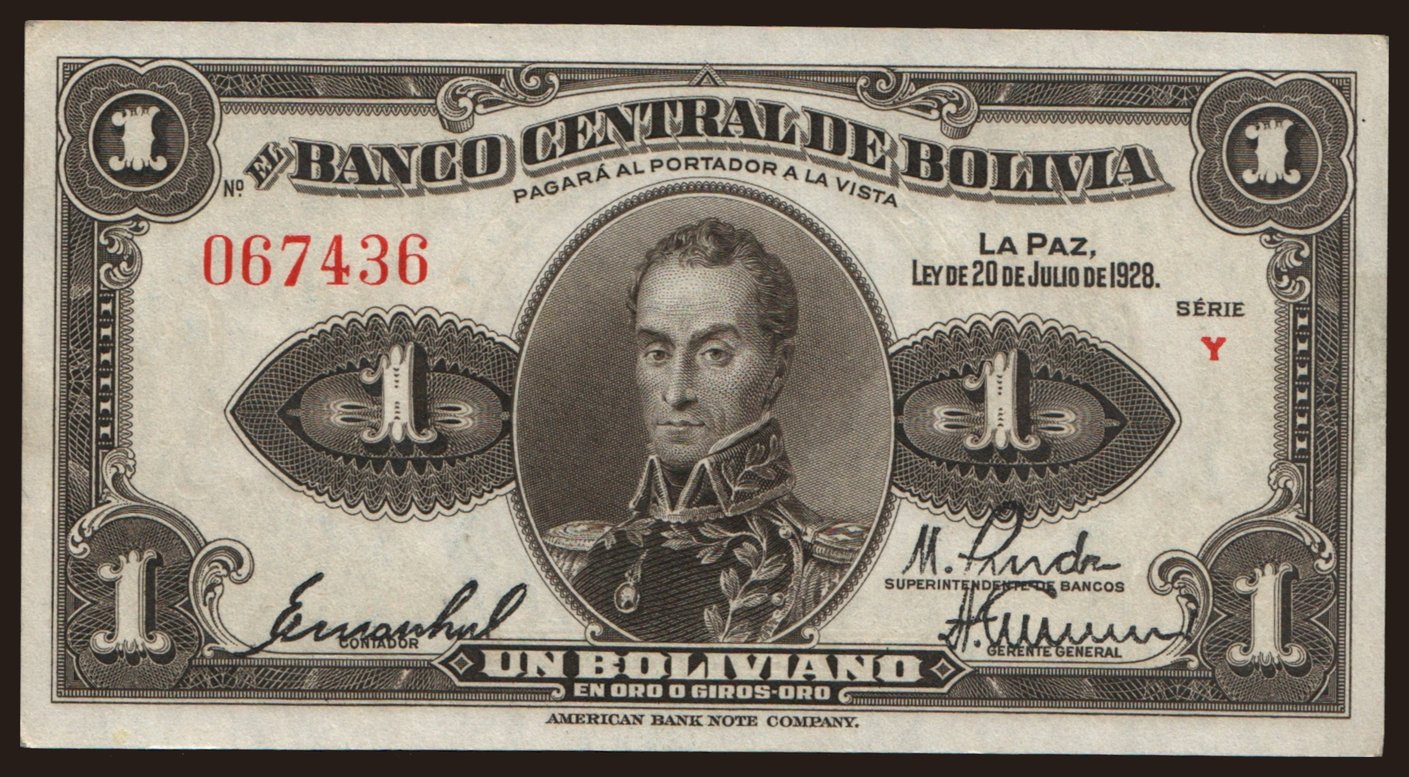 1
1
EL BANCO CENTRAL DE BOLIVIA
PAGARÁ AL PORTADOR A LA VISTA
Nº
067436
LA PAZ,
LEY DE 20 DE JULIO DE 1928.
SÉRIE
Y
1
1
M.
SUPERINTENDENTE DE BANCOS
CONTADOR
GERENTE GENERAL
1
1
UN BOLIVIANO
EN ORO O GIROS-ORO
AMERICAN BANK NOTE COMPANY.